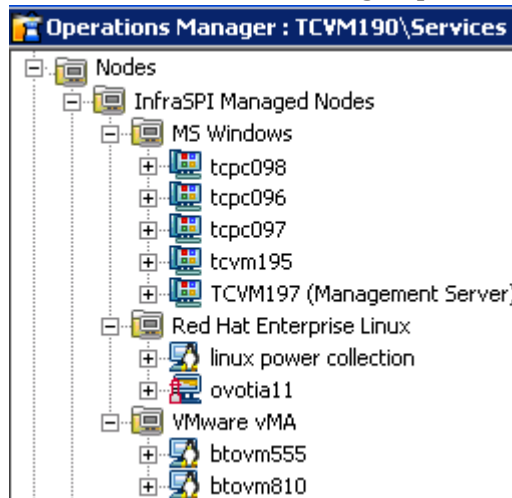 Operations Manager : TCVM190\Services
Nodes
InfraSPI Managed Nodes
MS Windows
tcpc098
tcpc096
tcpc097
tcvm195
TCVM197 (Management Server)
Red Hat Enterprise Linux
linux power collection
ovotia11
VMware vMA
btovm555
btovm810